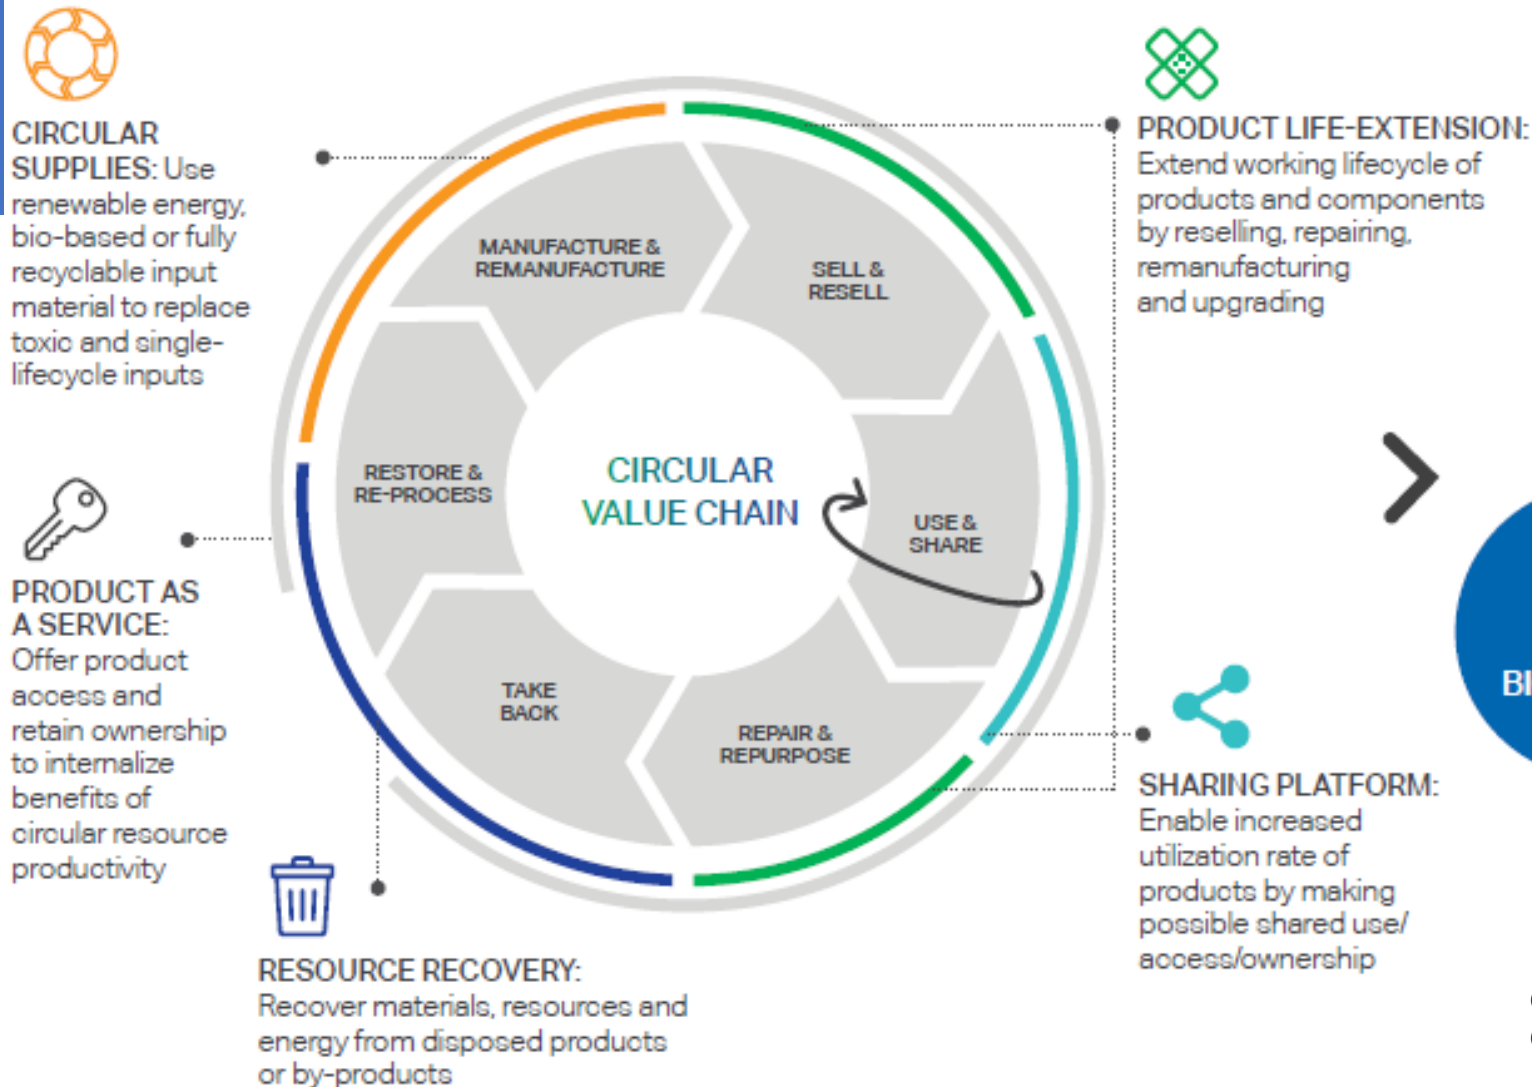 CIRCULAR
SUPPLIES: Use
renewable energy,
bio-based or fully
recyclable input
material to replace
toxic and single-
lifecycle inputs
PRODUCT AS
A SERVICE:
Offer product
access and
retain ownership
to internalize
benefits of
circular resource
productivity
RESOURCE RECOVERY:
Recover materials, resources and
energy from disposed products
or by-products
MANUFACTURE &
REMANUFACTURE
SELL &
RESELL
RESTORE &
RE-PROCESS
CIRCULAR
VALUE CHAIN
USE &
SHARE
TAKE
BACK
REPAIR &
REPURPOSE
PRODUCT LIFE-EXTENSION:
Extend working lifecycle of
products and components
by reselling, repairing,
remanufacturing
and upgrading
SHARING PLATFORM:
Enable increased
utilization rate of
products by making
possible shared use/
access/ownership